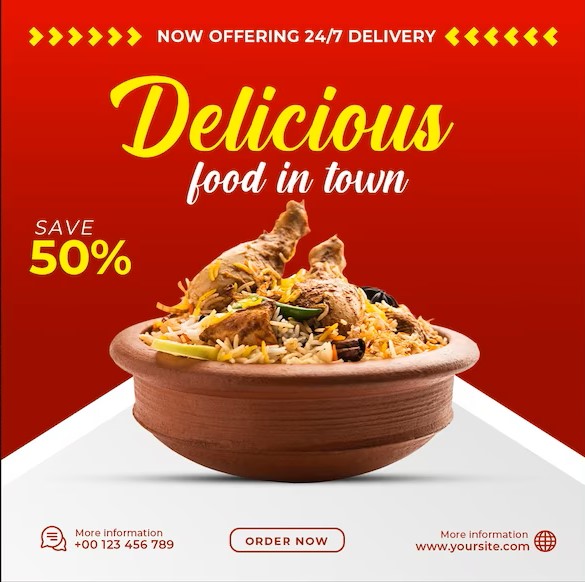 NOW OFFERING 24/7 DELIVERY
Delicious
food in town
SAVE
50%
More information
+00 123 456 789
ORDER NOW
More information
www.yoursite.com